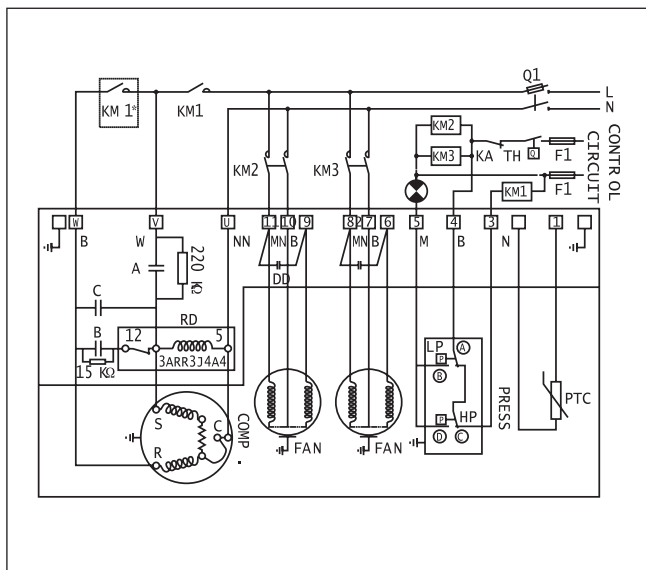 Q1
L
N
KM 1*
KM1
KM2
KM3
KM2
KM3
KA TH Q F1
F1
KM1
CONTROL
CIRCUIT
W V U 11 10 9 8 7 6 5 4 3 1
B W NN MN B MN B M B N
A
220 KΩ
DD
C
B
15 KΩ
RD
12 5
3ARR3J4A4
S
R
C
COMP.
FAN
FAN
LP
P
A
B
HP
P
D C
PRESS
PTC